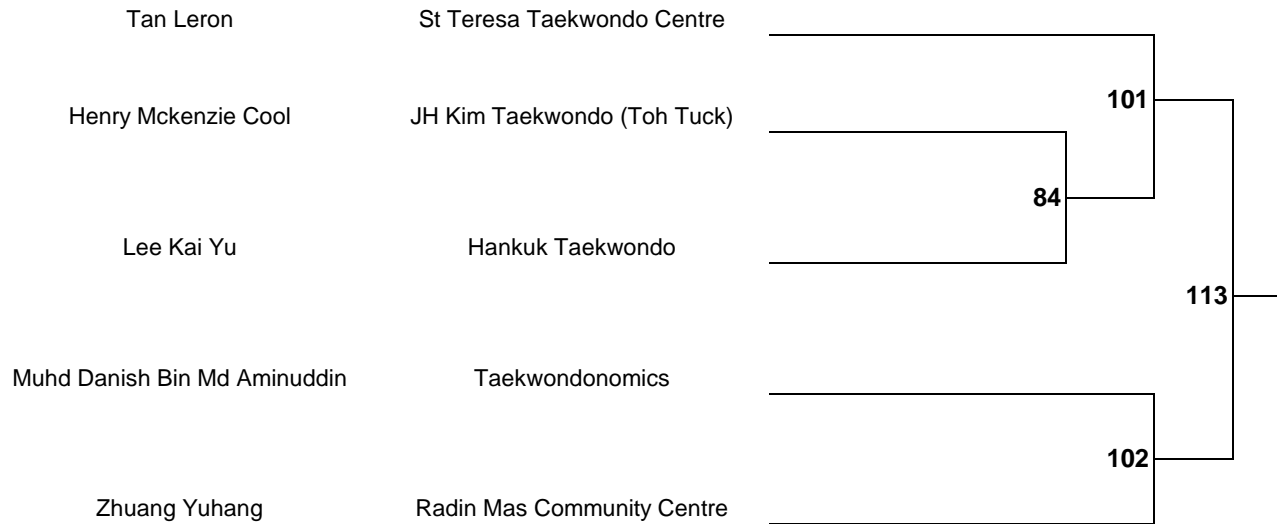 Tan Leron St Teresa Taekwondo Centre
101
Henry Mckenzie Cool JH Kim Taekwondo (Toh Tuck)
84
Lee Kai Yu Hankuk Taekwondo
113
Muhd Danish Bin Md Aminuddin Taekwondonomics
102
Zhuang Yuhang Radin Mas Community Centre